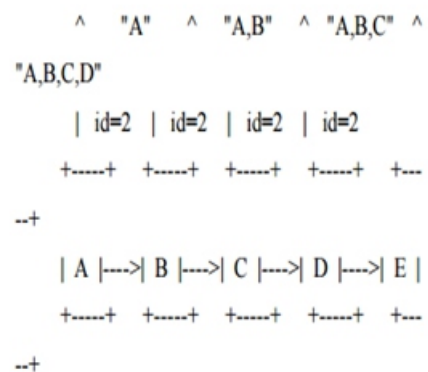 ^ "A" ^ "A,B" ^ "A,B,C" ^
"A,B,C,D"
| id=2 | id=2 | id=2 | id=2
+-----+ +-----+ +-----+ +-----+ +---
--+
| A |---->| B |---->| C |---->| D |---->| E |
+-----+ +-----+ +-----+ +-----+ +---
--+